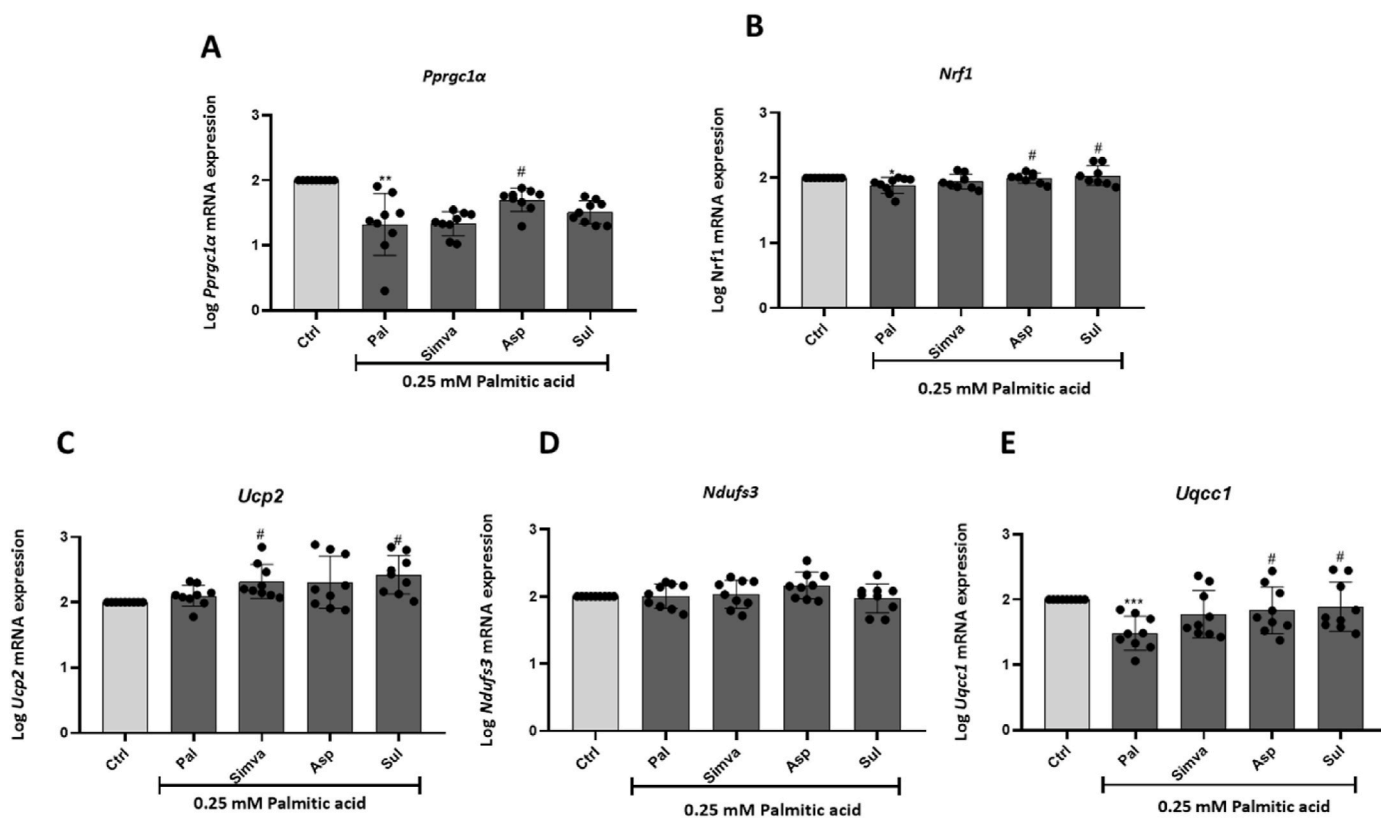 A
Pprgc1α
Log Pprgc1α mRNA expression
3
2
1
0
**
#
Ctrl
Pal
Simva
Asp
Sul
0.25 mM Palmitic acid
B
Nrf1
Log Nrf1 mRNA expression
3
2
1
0
*
#
#
Ctrl
Pal
Simva
Asp
Sul
0.25 mM Palmitic acid
C
Ucp2
Log Ucp2 mRNA expression
3
2
1
0
#
#
Ctrl
Pal
Simva
Asp
Sul
0.25 mM Palmitic acid
D
Ndufs3
Log Ndufs3 mRNA expression
3
2
1
0
Ctrl
Pal
Simva
Asp
Sul
0.25 mM Palmitic acid
E
Uqcc1
Log Uqcc1 mRNA expression
3
2
1
0
***
#
#
Ctrl
Pal
Simva
Asp
Sul
0.25 mM Palmitic acid